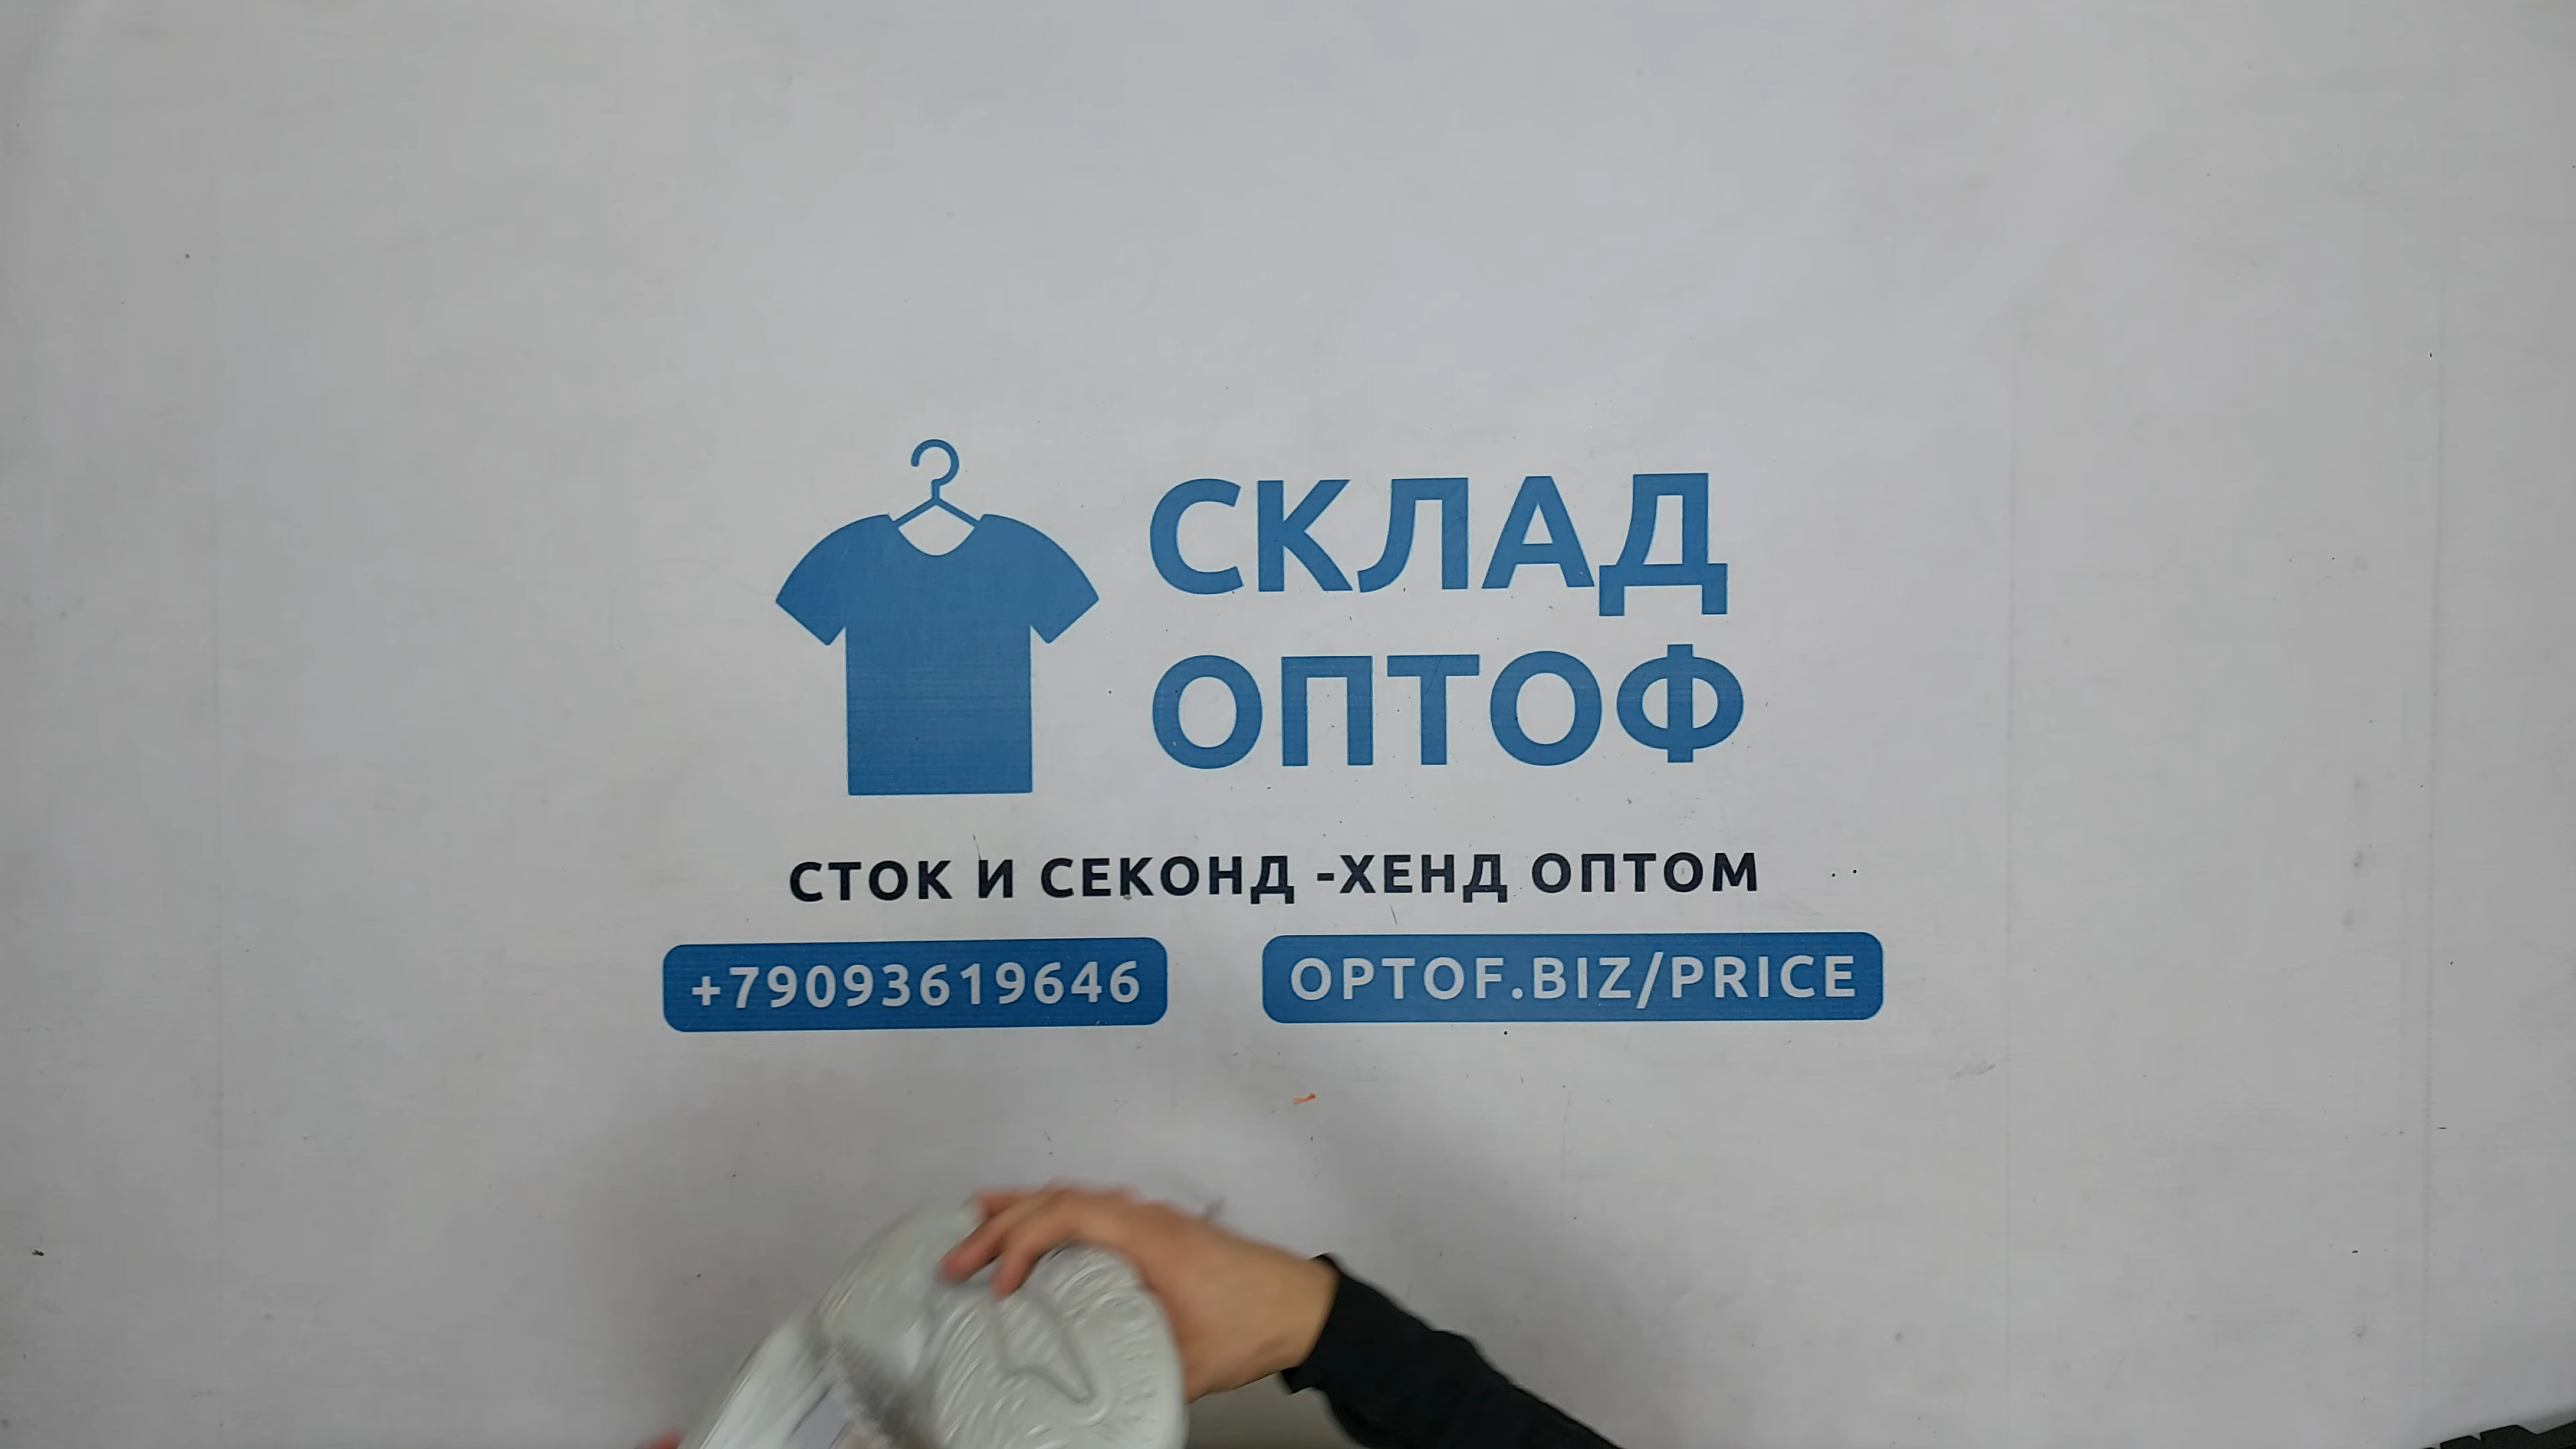 СКЛАД
ОПТОФ
СТОК И СЕКОНД -ХЕНД ОПТОМ
+79093619646
OPTOF.BIZ/PRICE